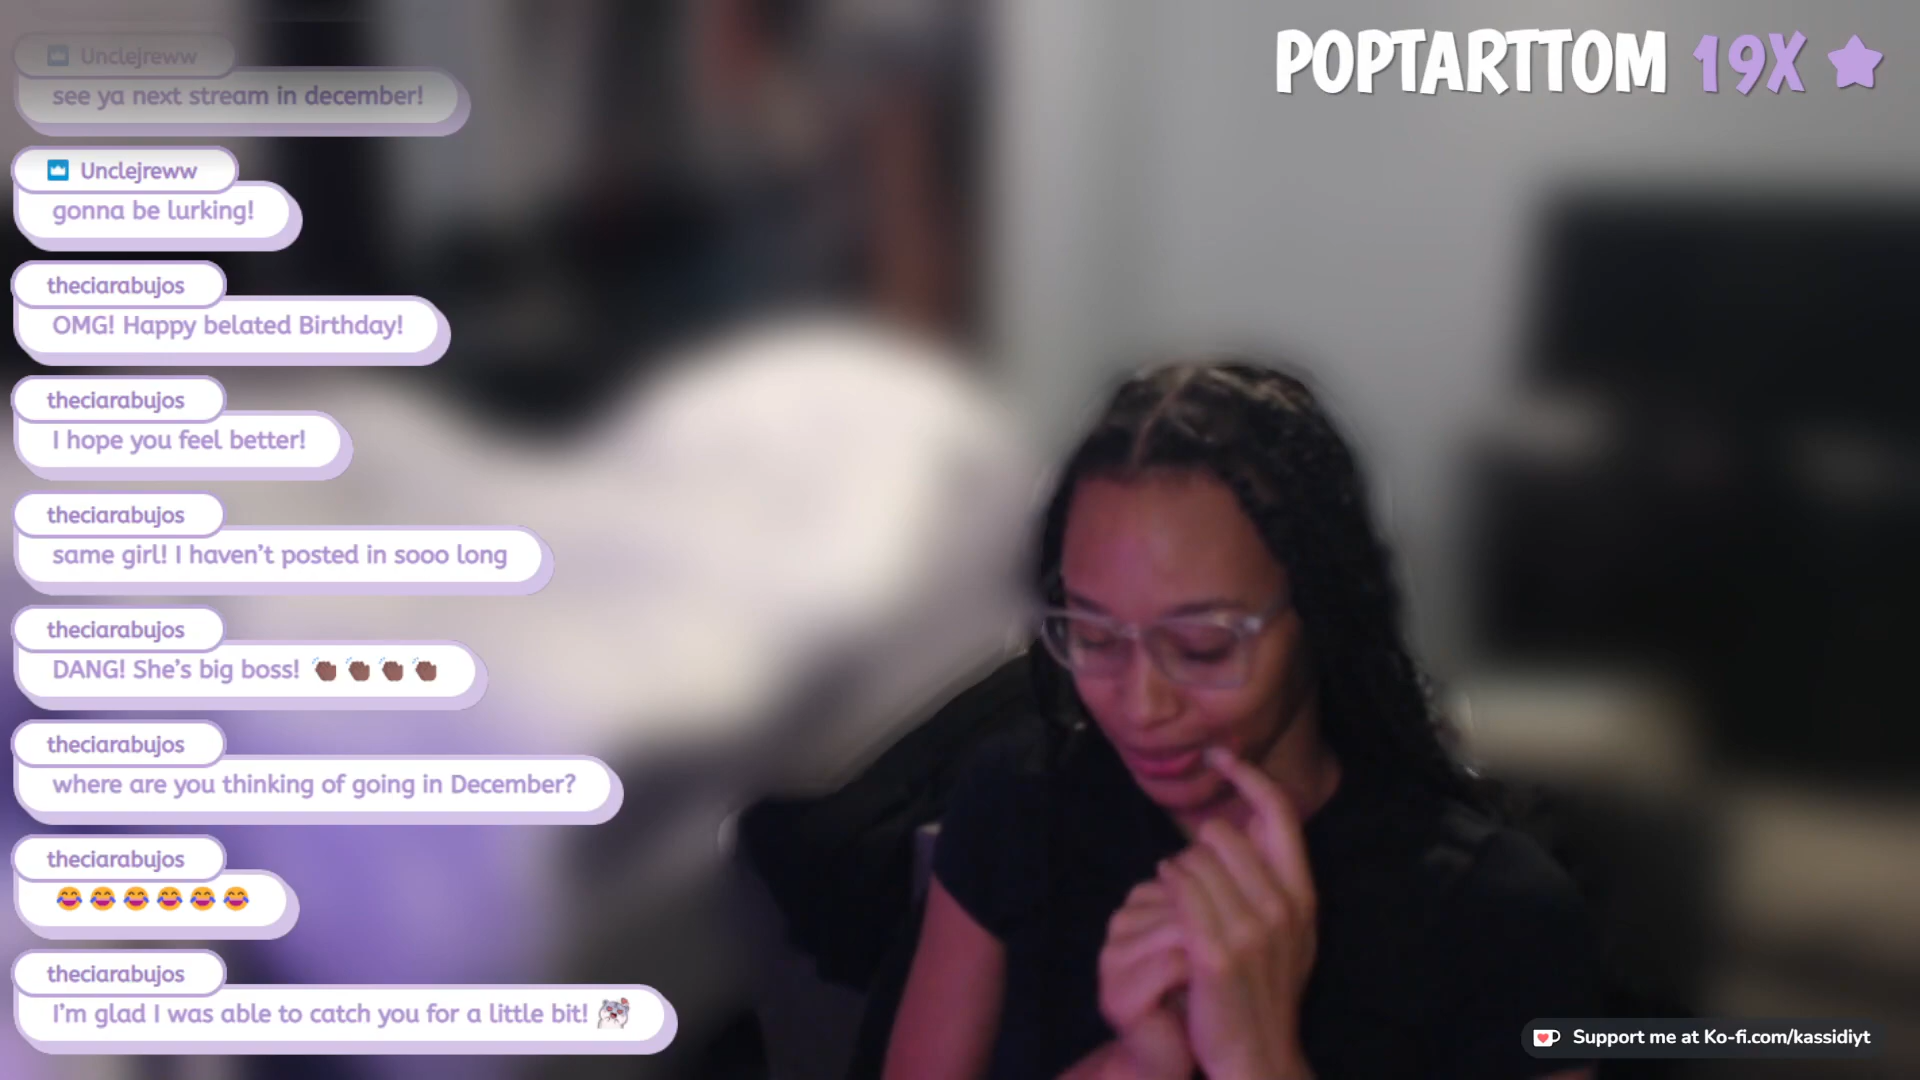 POPTARTTOM 19X
Unclejreww
see ya next stream in december!
Unclejreww
gonna be lurking!
theciarabujos
OMG! Happy belated Birthday!
theciarabujos
I hope you feel better!
theciarabujos
same girl! I haven't posted in sooo long
theciarabujos
DANG! She's big boss! 👏🏿 👏🏿 👏🏿 👏🏿
theciarabujos
where are you thinking of going in December?
theciarabujos
😂 😂 😂 😂 😂 😂
theciarabujos
I'm glad I was able to catch you for a little bit!
Support me at Ko-fi.com/kassidiyt